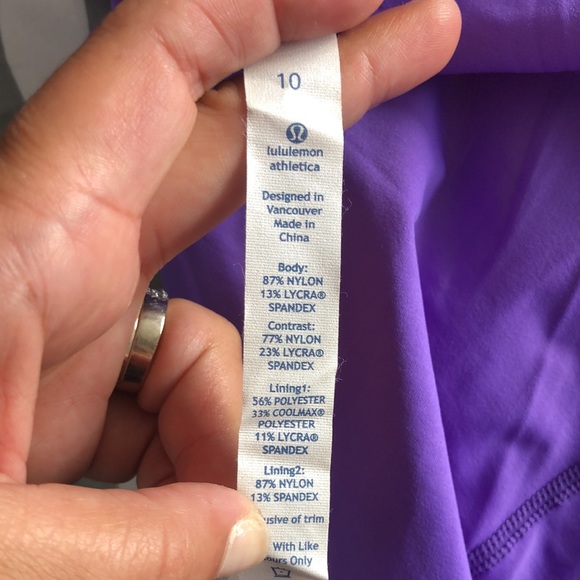 10
lululemon
athletica
Designed in
Vancouver
Made in
China
Body:
87% NYLON
13% LYCRA®
SPANDEX
Contrast:
77% NYLON
23% LYCRA®
SPANDEX
Lining1:
56% POLYESTER
33% COOLMAX®
POLYESTER
11% LYCRA®
SPANDEX
Lining2:
87% NYLON
13% SPANDEX
of trim
With Like
Only